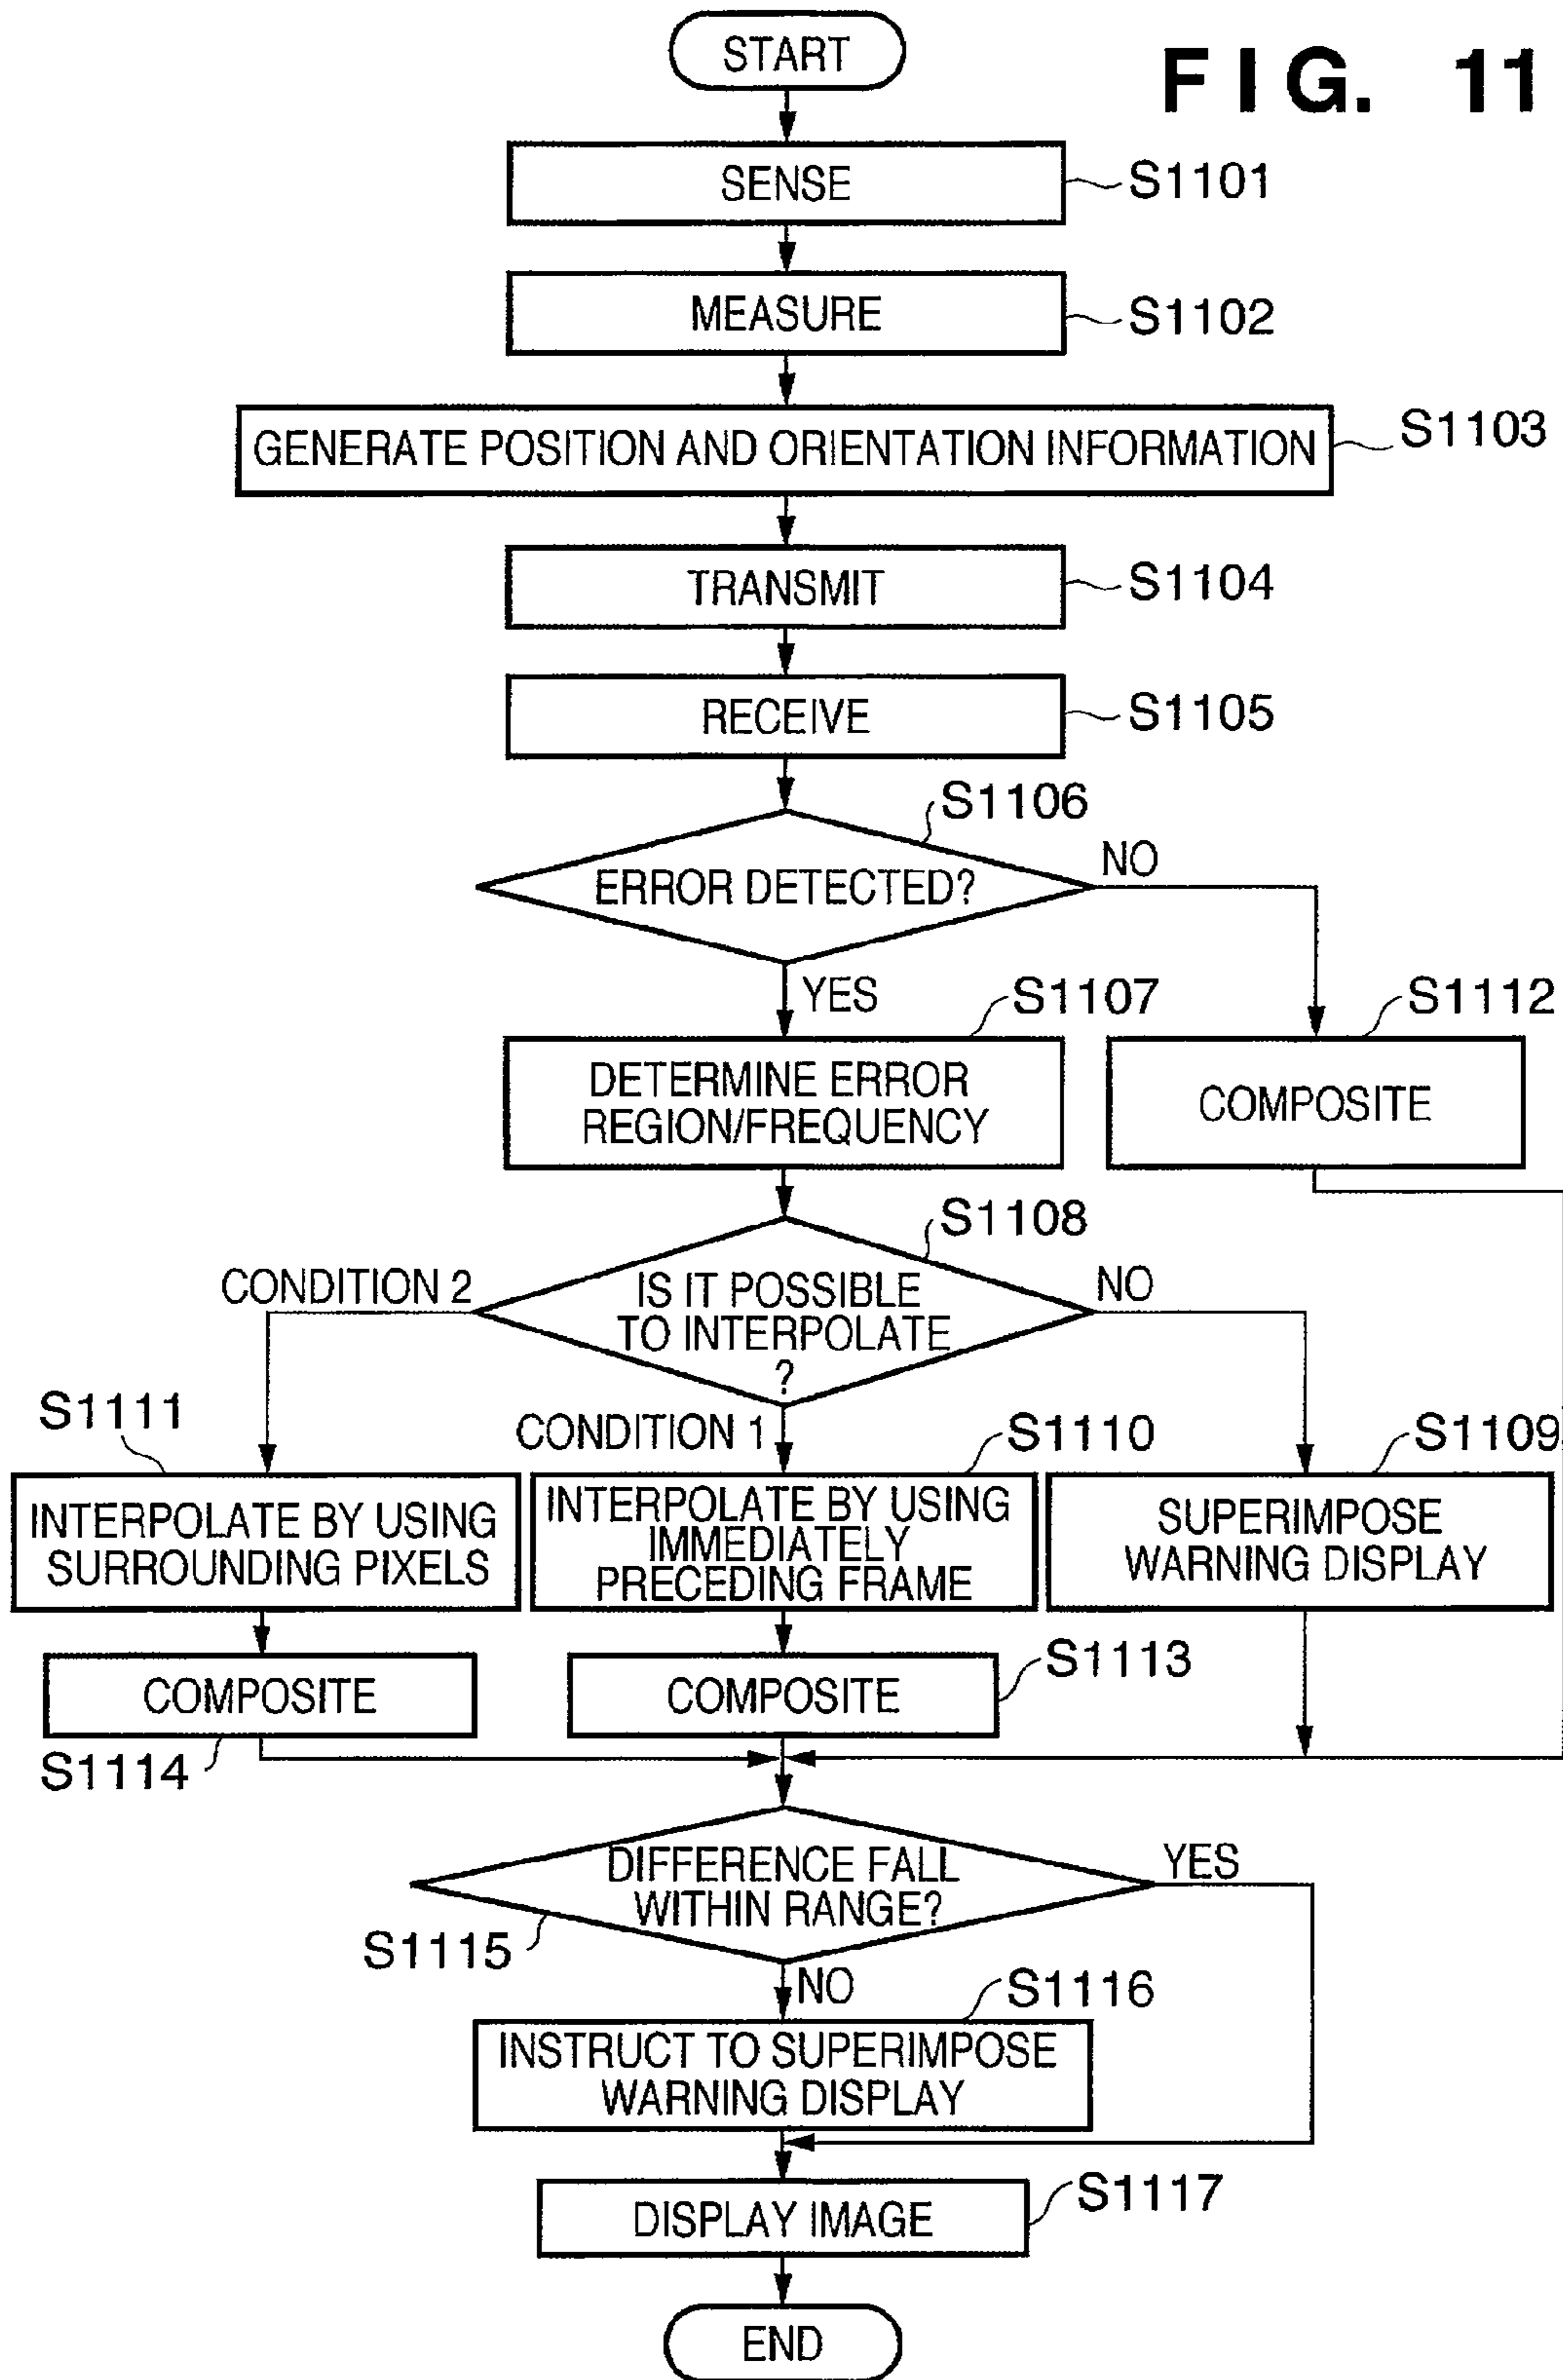 START
FIG. 11
SENSE
S1101
MEASURE
S1102
GENERATE POSITION AND ORIENTATION INFORMATION
S1103
TRANSMIT
S1104
RECEIVE
S1105
S1106
ERROR DETECTED?
NO
YES
S1107
S1112
DETERMINE ERROR
REGION/FREQUENCY
COMPOSITE
S1108
CONDITION 2
IS IT POSSIBLE
TO INTERPOLATE
?
NO
S1111
CONDITION 1
S1110
S1109
INTERPOLATE BY USING
SURROUNDING PIXELS
INTERPOLATE BY USING
IMMEDIATELY
PRECEDING FRAME
SUPERIMPOSE
WARNING DISPLAY
COMPOSITE
S1114
COMPOSITE
S1113
DIFFERENCE FALL
WITHIN RANGE?
YES
S1115
NO
S1116
INSTRUCT TO SUPERIMPOSE
WARNING DISPLAY
DISPLAY IMAGE
S1117
END